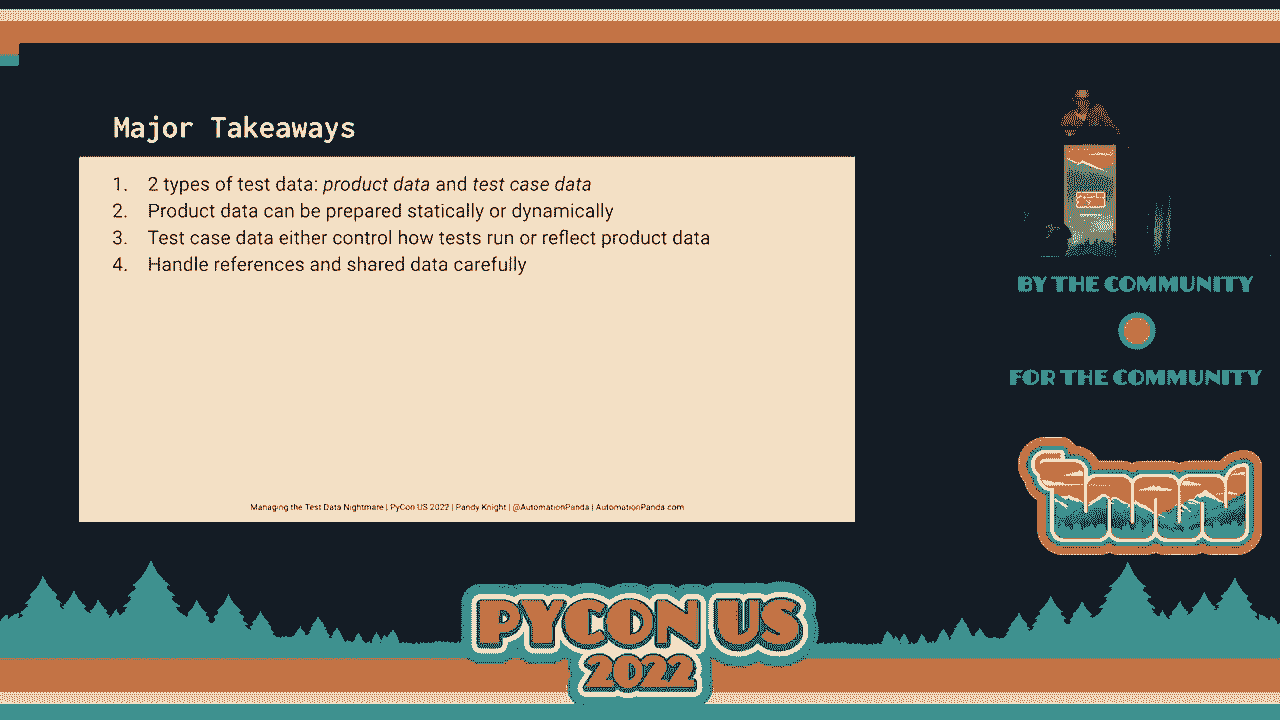 Major Takeaways
1. 2 types of test data: product data and test case data
2. Product data can be prepared statically or dynamically
3. Test case data either control how tests run or reflect product data
4. Handle references and shared data carefully
Managing the Test Data Nightmare | PyCon US 2022 | Pandy Knight | @AutomationPanda | AutomationPanda.com
BY THE COMMUNITY
FOR THE COMMUNITY
PYCON US
2022